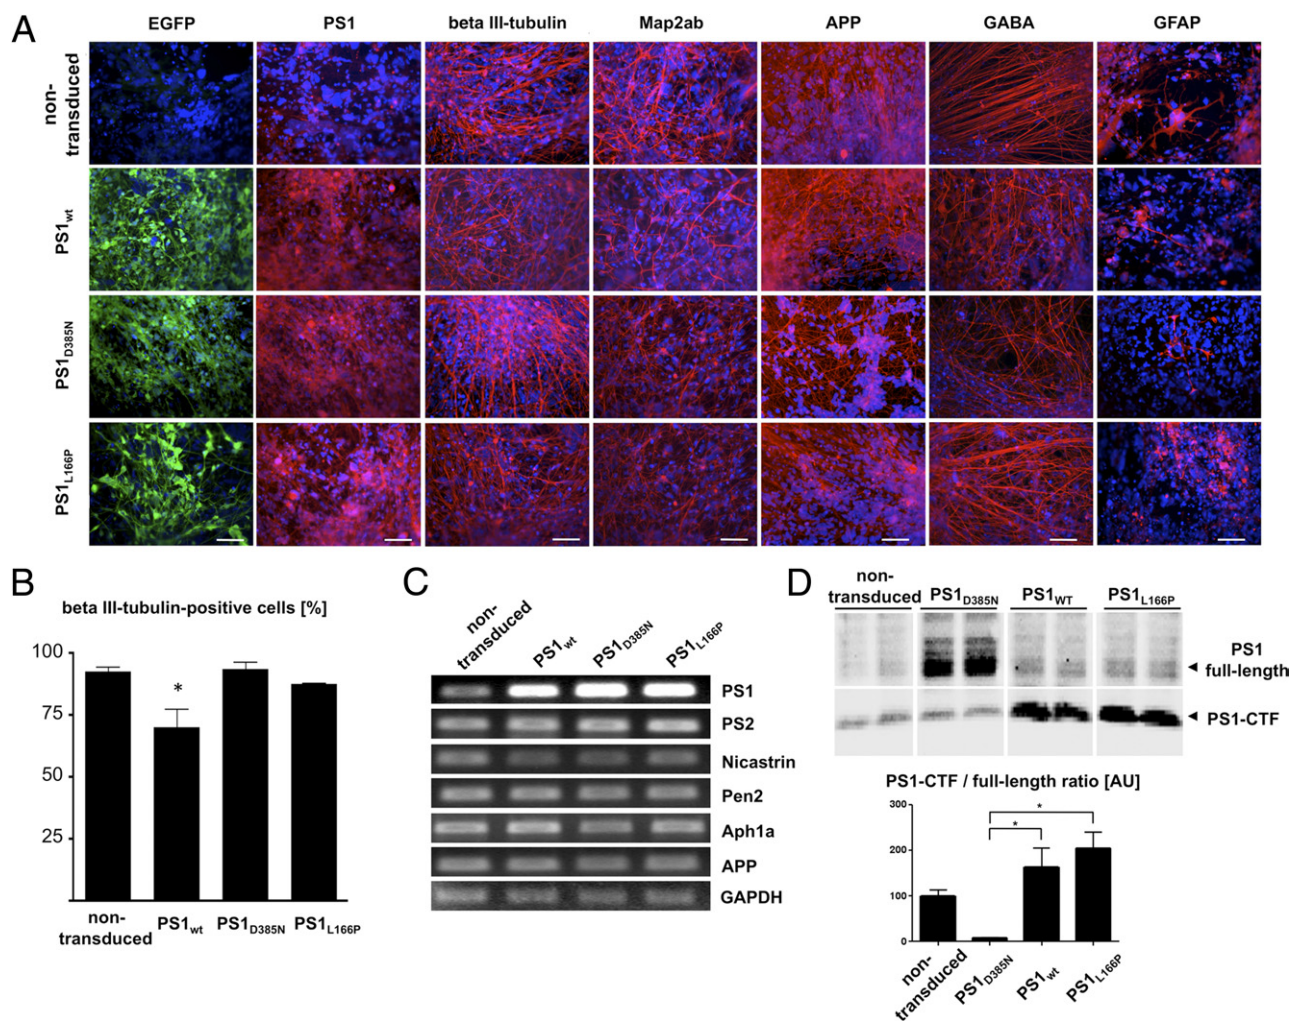 A
EGFP PS1 beta III-tubulin Map2ab APP GABA GFAP
non-
transduced
PS1wt
PS1D385N
PS1L166P
B
beta III-tubulin-positive cells [%]
100
75
50
25
*
non-
transduced
PS1wt PS1D385N PS1L166P
C
non-
transduced
PS1wt PS1D385N PS1L166P
PS1
PS2
Nicastrin
Pen2
Aph1a
APP
GAPDH
D
non-
transduced PS1D385N PS1WT PS1L166P
PS1
full-length
PS1-CTF
PS1-CTF / full-length ratio [AU]
300
200
100
0
*
*
non-
transduced
PS1D385N
PS1wt
PS1L166P